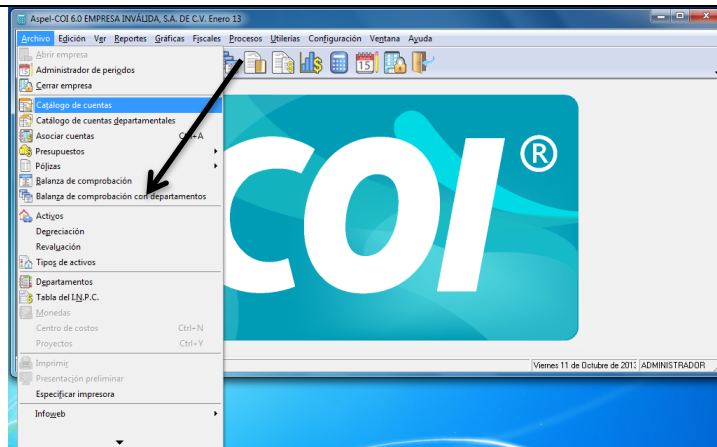 Aspel-COI 6.0 EMPRESA INVÁLIDA, S.A. DE C.V. Enero 13
Archivo Edición Ver Reportes Gráficas Fiscales Procesos Utilerías Configuración Ventana Ayuda
Abrir empresa
Administrador de periodos
Cerrar empresa
Catálogo de cuentas
Catálogo de cuentas departamentales
Asociar cuentas Ctrl+A
Presupuestos
Pólizas
Balanza de comprobación
Balanza de comprobación con departamentos
Activos
Depreciación
Revaluación
Tipos de activos
Departamentos
Tabla del I.N.P.C.
Monedas
Centro de costos Ctrl+N
Proyectos Ctrl+Y
Imprimir
Presentación preliminar
Especificar impresora
Infoweb
15
COI®
Viernes 11 de Octubre de 2013 ADMINISTRADOR